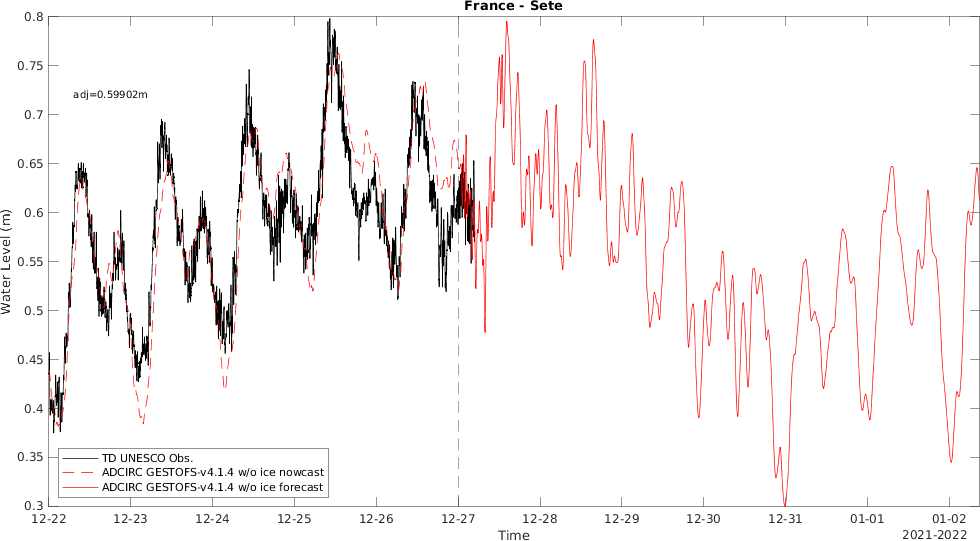 France - Sete
Water Level (m)
0.8
0.75
0.7
0.65
0.6
0.55
0.5
0.45
0.4
0.35
0.3
adj=0.59902m
TD UNESCO Obs.
ADCIRC GESTOFS-v4.1.4 w/o ice nowcast
ADCIRC GESTOFS-v4.1.4 w/o ice forecast
12-22 12-23 12-24 12-25 12-26 12-27 12-28 12-29 12-30 12-31 01-01 01-02
Time
2021-2022